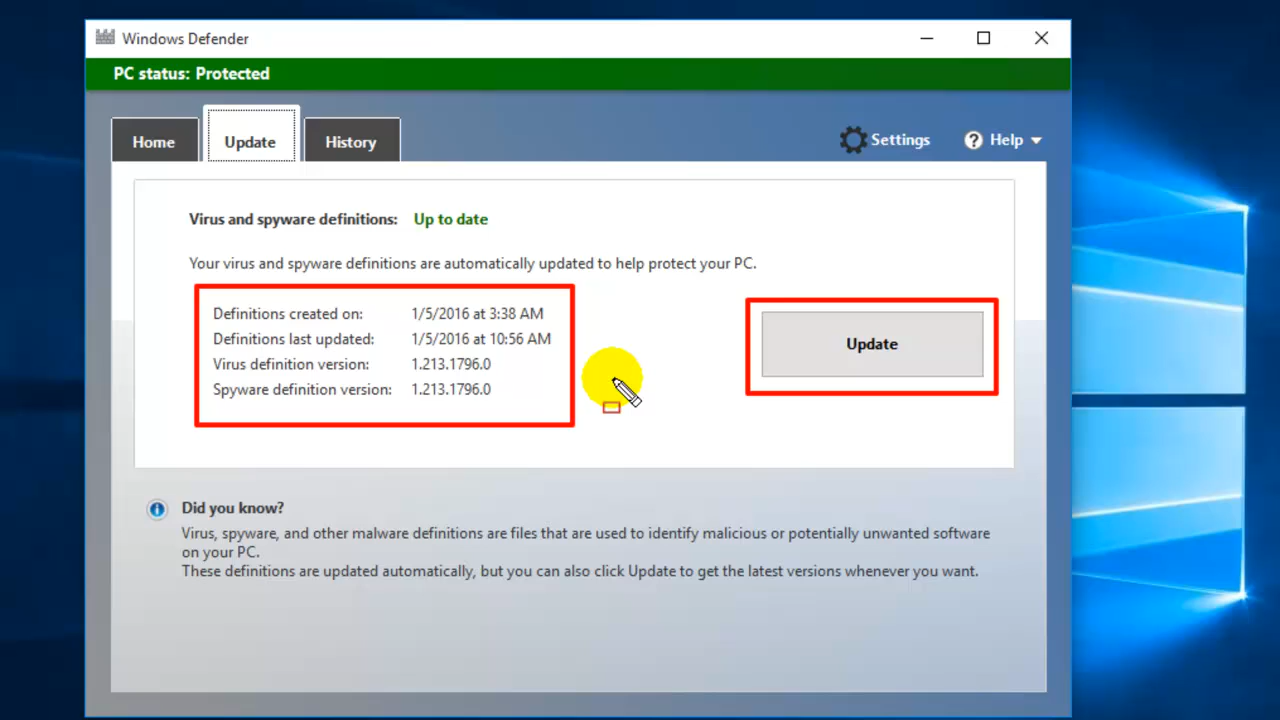 Windows Defender
PC status: Protected
Home
Update
History
Settings
? Help
Virus and spyware definitions: Up to date
Your virus and spyware definitions are automatically updated to help protect your PC.
Definitions created on: 1/5/2016 at 3:38 AM
Definitions last updated: 1/5/2016 at 10:56 AM
Virus definition version: 1.213.1796.0
Spyware definition version: 1.213.1796.0
Update
Did you know?
Virus, spyware, and other malware definitions are files that are used to identify malicious or potentially unwanted software
on your PC.
These definitions are updated automatically, but you can also click Update to get the latest versions whenever you want.